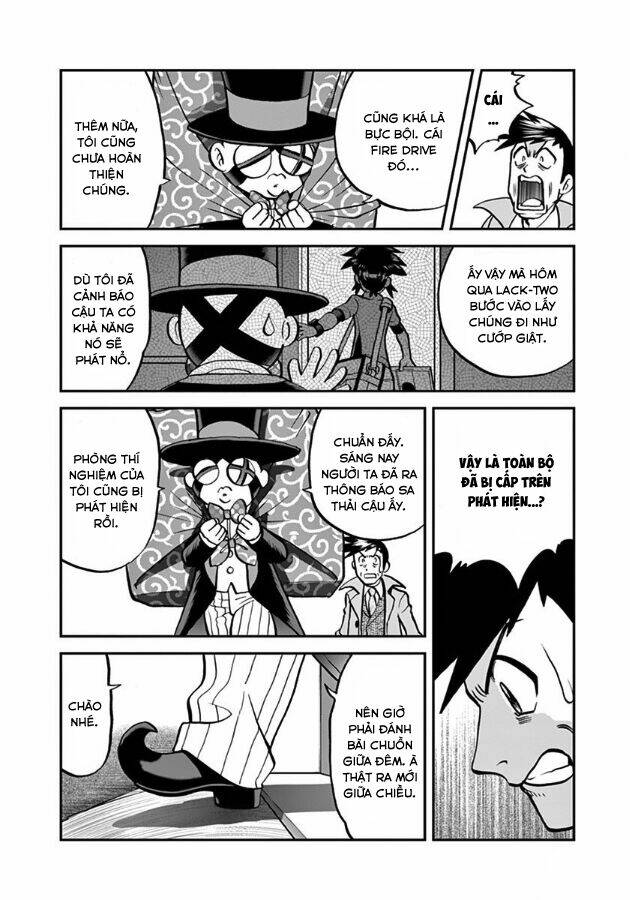 CÁI
...
CŨNG KHÁ LÀ
BỰC BỘI. CÁI
FIRE DRIVE
ĐÓ...
THÊM NỮA,
TÔI CŨNG
CHƯA HOÀN
THIỆN
CHÚNG.
ẤY VẬY MÀ HÔM
QUA LACK-TWO
BƯỚC VÀO LẤY
CHÚNG ĐI NHƯ
CƯỚP GIẬT.
DÙ TÔI ĐÃ
CẢNH BÁO
CẬU TA CÓ
KHẢ NĂNG
NÓ SẼ
PHÁT NỔ.
VẬY LÀ TOÀN BỘ
ĐÃ BỊ CẤP TRÊN
PHÁT HIỆN...?
CHUẨN ĐẤY.
SÁNG NAY
NGƯỜI TA ĐÃ RA
THÔNG BÁO SA
THẢI CẬU ẤY.
PHÒNG THÍ
NGHIỆM CỦA
TÔI CŨNG BỊ
PHÁT HIỆN
RỒI.
NÊN GIỜ
PHẢI ĐÁNH
BÀI CHUỒN
GIỮA ĐÊM. À
THẬT RA MỚI
GIỮA CHIỀU.
CHÀO
NHÉ.